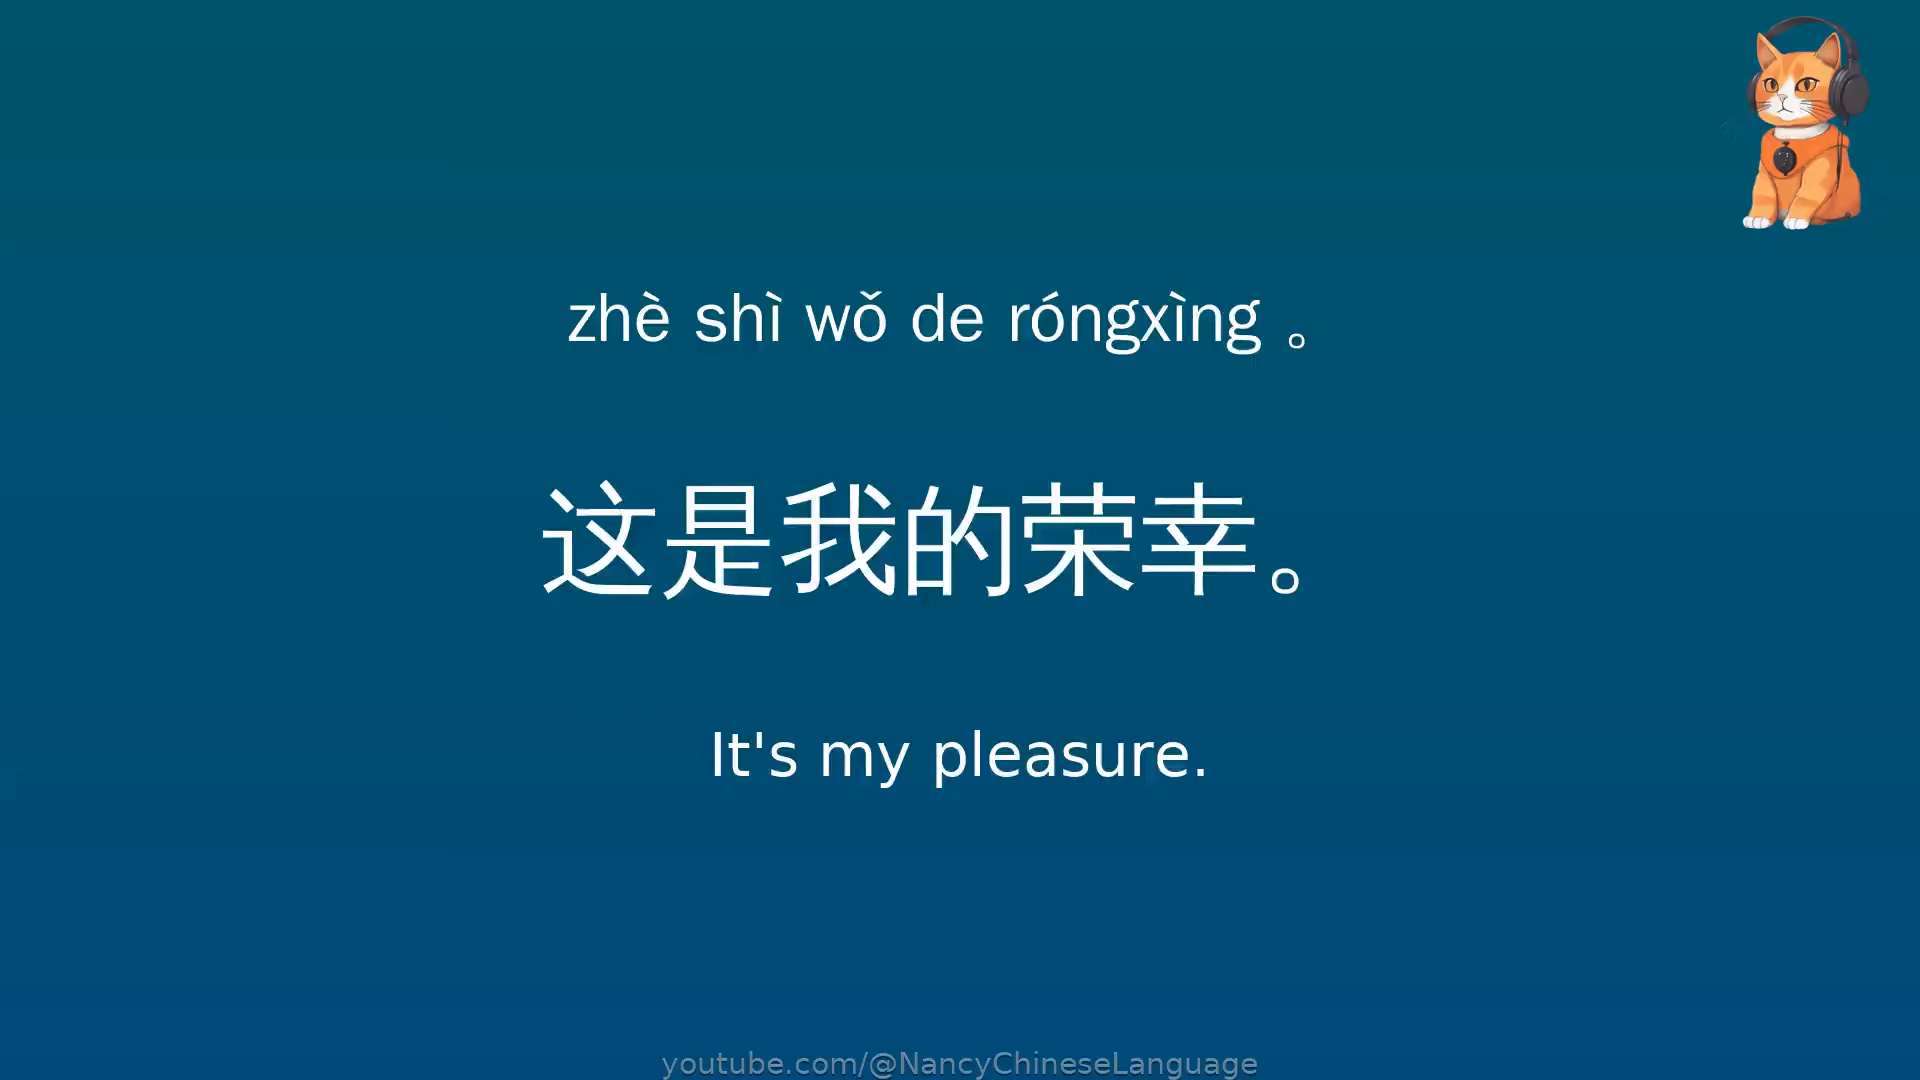 zhè shì wǒ de róngxìng 。
这是我的荣幸。
It's my pleasure.
youtube.com/@NancyChineseLanguage